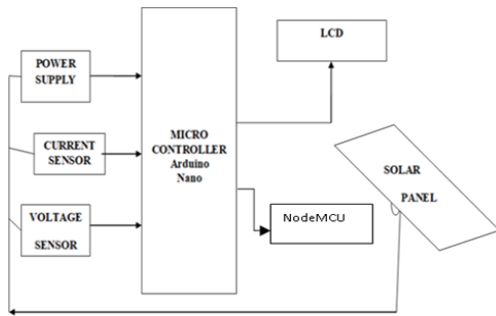 POWER
SUPPLY
CURRENT
SENSOR
VOLTAGE
SENSOR
MICRO
CONTROLLER
Arduino
Nano
LCD
NodeMCU
SOLAR
PANEL